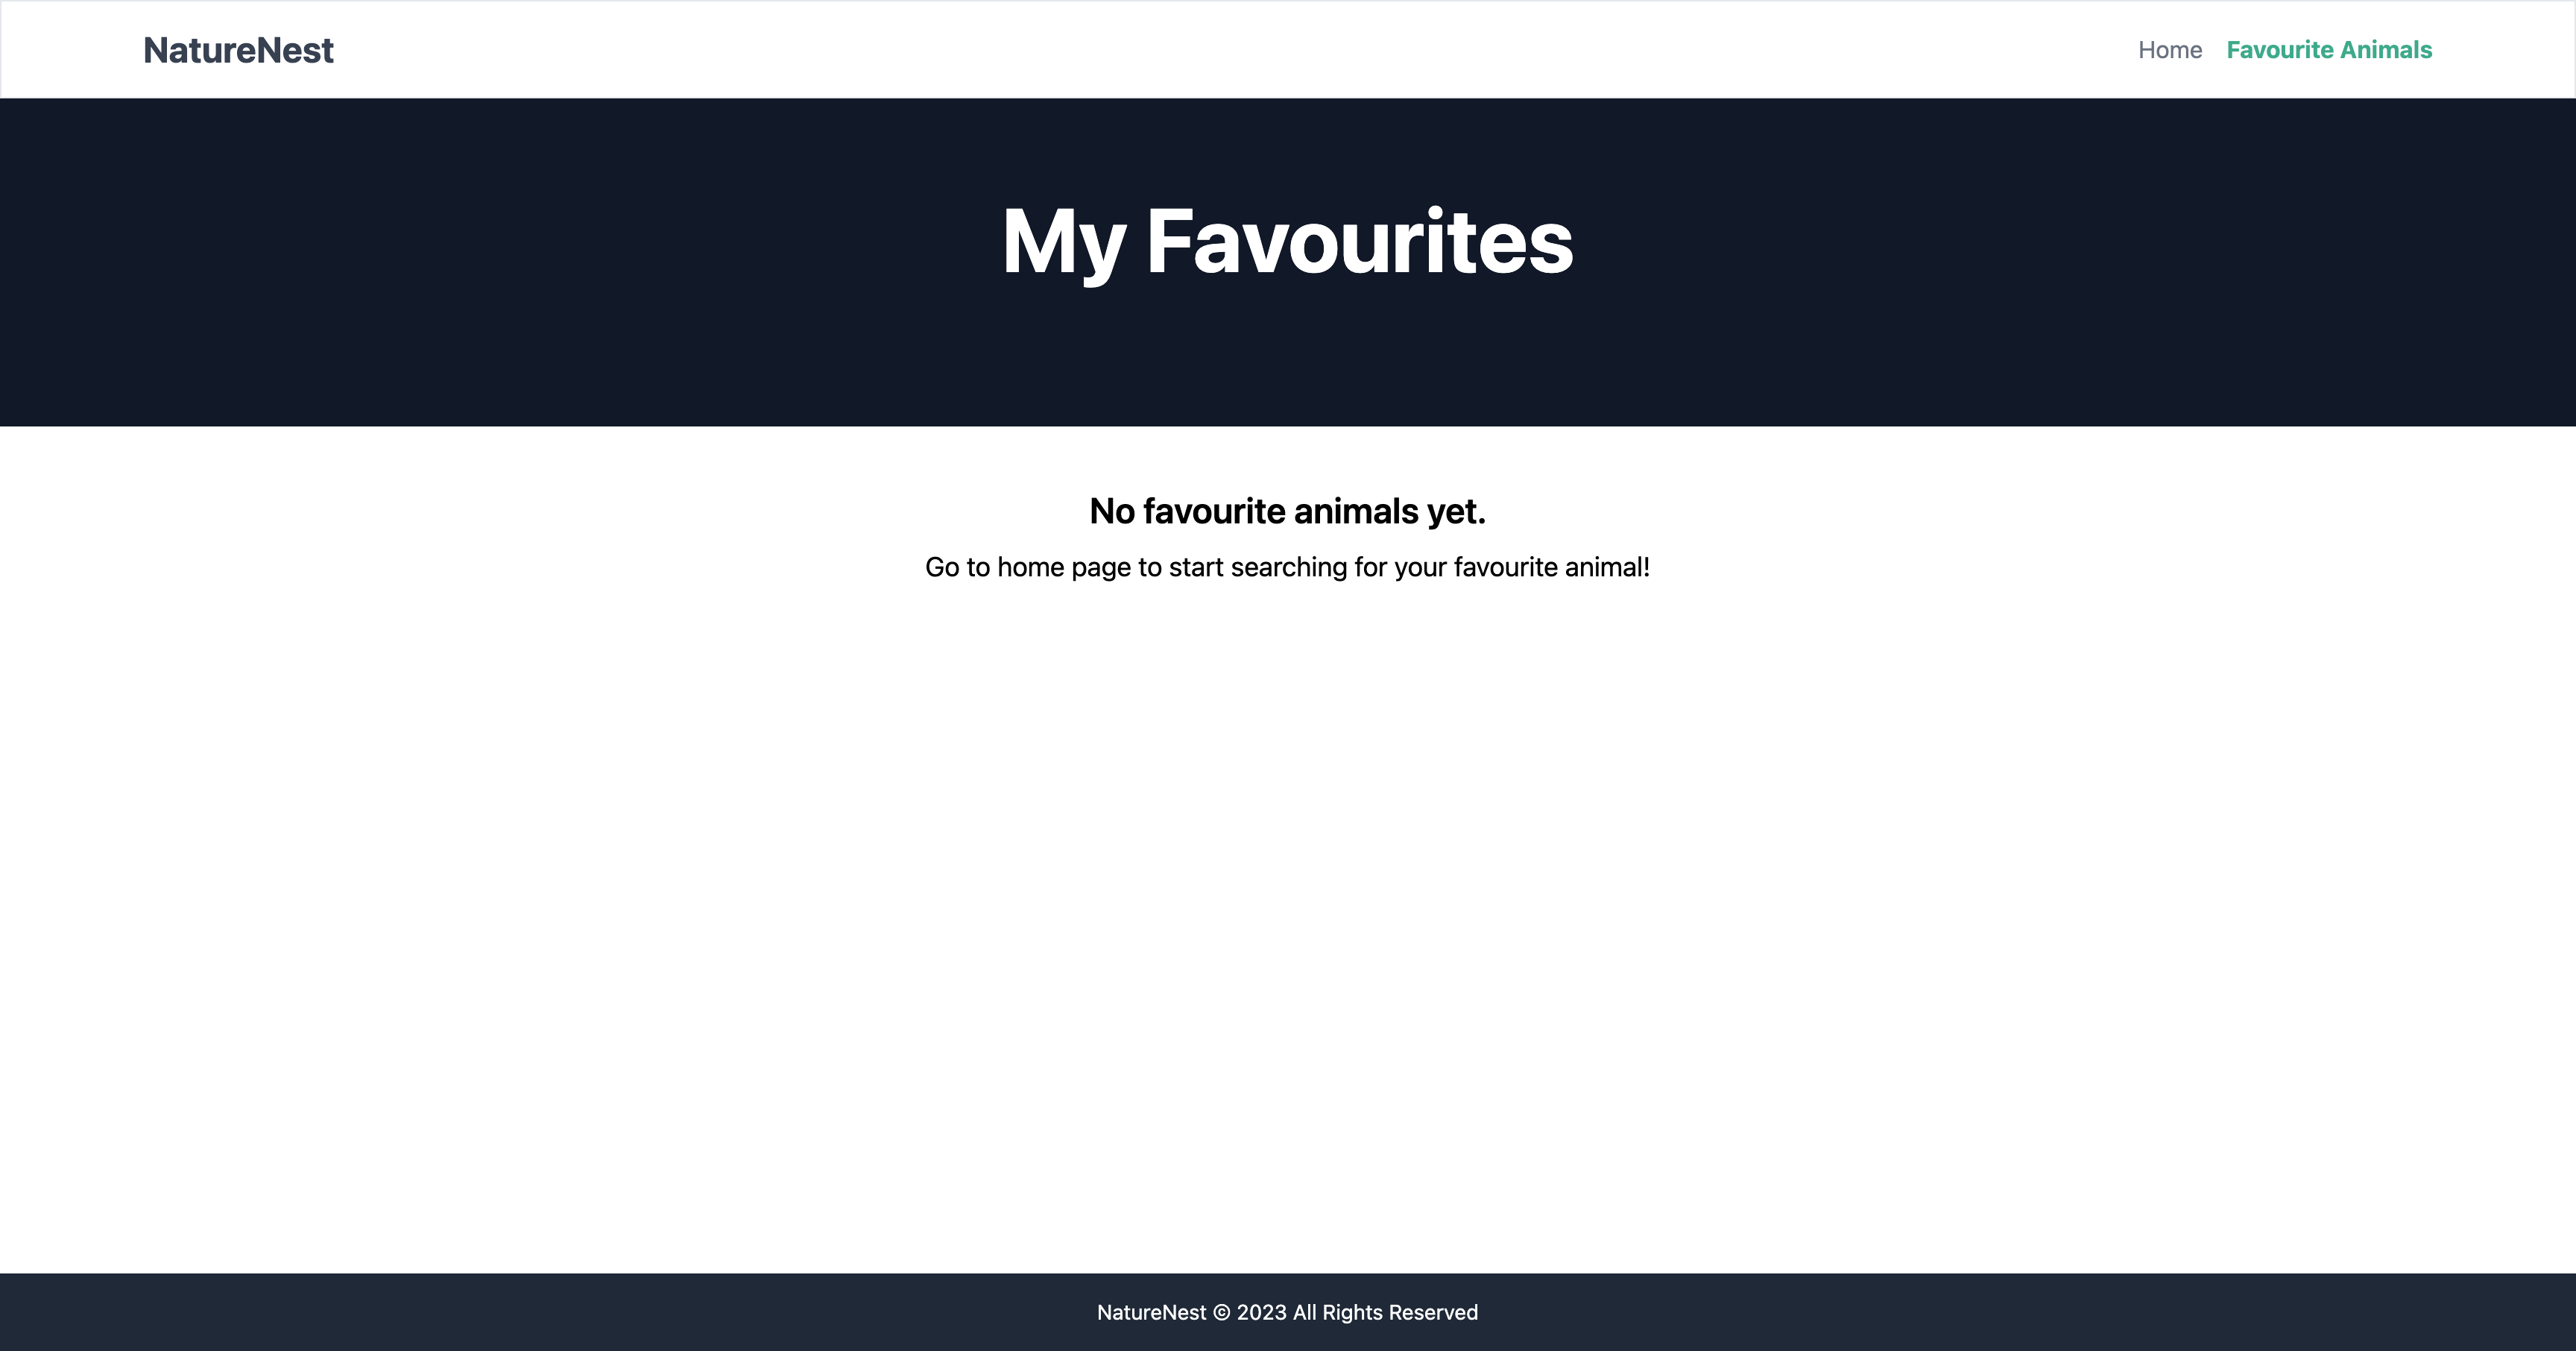 NatureNest
Home Favourite Animals
My Favourites
No favourite animals yet.
Go to home page to start searching for your favourite animal!
NatureNest © 2023 All Rights Reserved